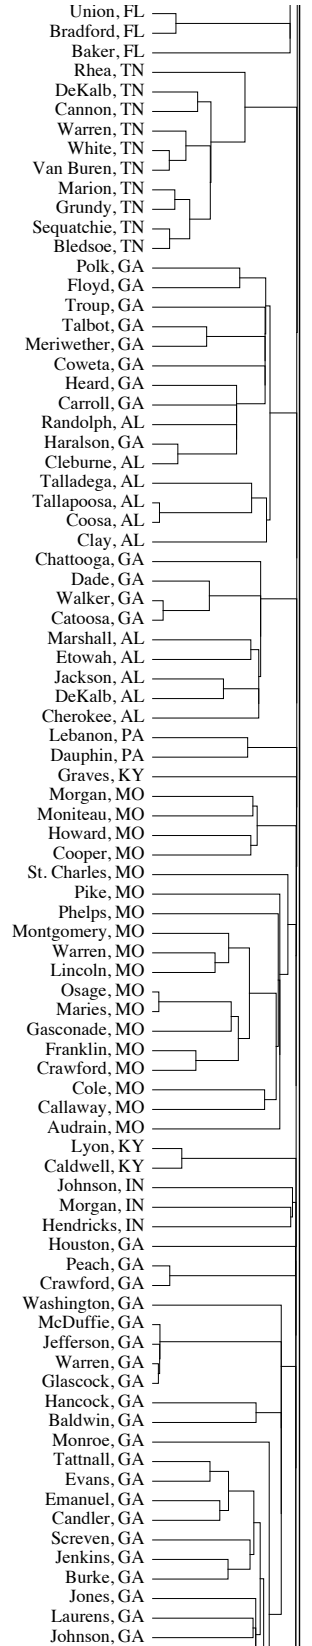 Union, FL
Bradford, FL
Baker, FL
Rhea, TN
DeKalb, TN
Cannon, TN
Warren, TN
White, TN
Van Buren, TN
Marion, TN
Grundy, TN
Sequatchie, TN
Bledsoe, TN
Polk, GA
Floyd, GA
Troup, GA
Talbot, GA
Meriwether, GA
Coweta, GA
Heard, GA
Carroll, GA
Randolph, AL
Haralson, GA
Cleburne, AL
Talladega, AL
Tallapoosa, AL
Coosa, AL
Clay, AL
Chattooga, GA
Dade, GA
Walker, GA
Catoosa, GA
Marshall, AL
Etowah, AL
Jackson, AL
DeKalb, AL
Cherokee, AL
Lebanon, PA
Dauphin, PA
Graves, KY
Morgan, MO
Moniteau, MO
Howard, MO
Cooper, MO
St. Charles, MO
Pike, MO
Phelps, MO
Montgomery, MO
Warren, MO
Lincoln, MO
Osage, MO
Maries, MO
Gasconade, MO
Franklin, MO
Crawford, MO
Cole, MO
Callaway, MO
Audrain, MO
Lyon, KY
Caldwell, KY
Johnson, IN
Morgan, IN
Hendricks, IN
Houston, GA
Peach, GA
Crawford, GA
Washington, GA
McDuffie, GA
Jefferson, GA
Warren, GA
Glascock, GA
Hancock, GA
Baldwin, GA
Monroe, GA
Tattnall, GA
Evans, GA
Emanuel, GA
Candler, GA
Screven, GA
Jenkins, GA
Burke, GA
Jones, GA
Laurens, GA
Johnson, GA